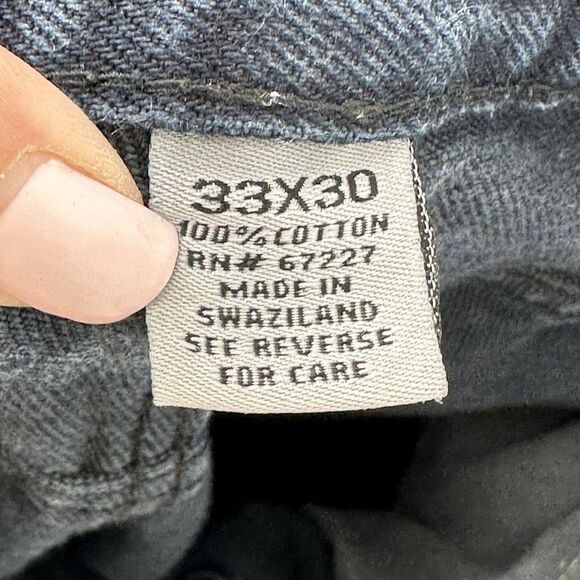 33X30
100% COTTON
RN# 67227
MADE IN
SWAZILAND
SEE REVERSE
FOR CARE